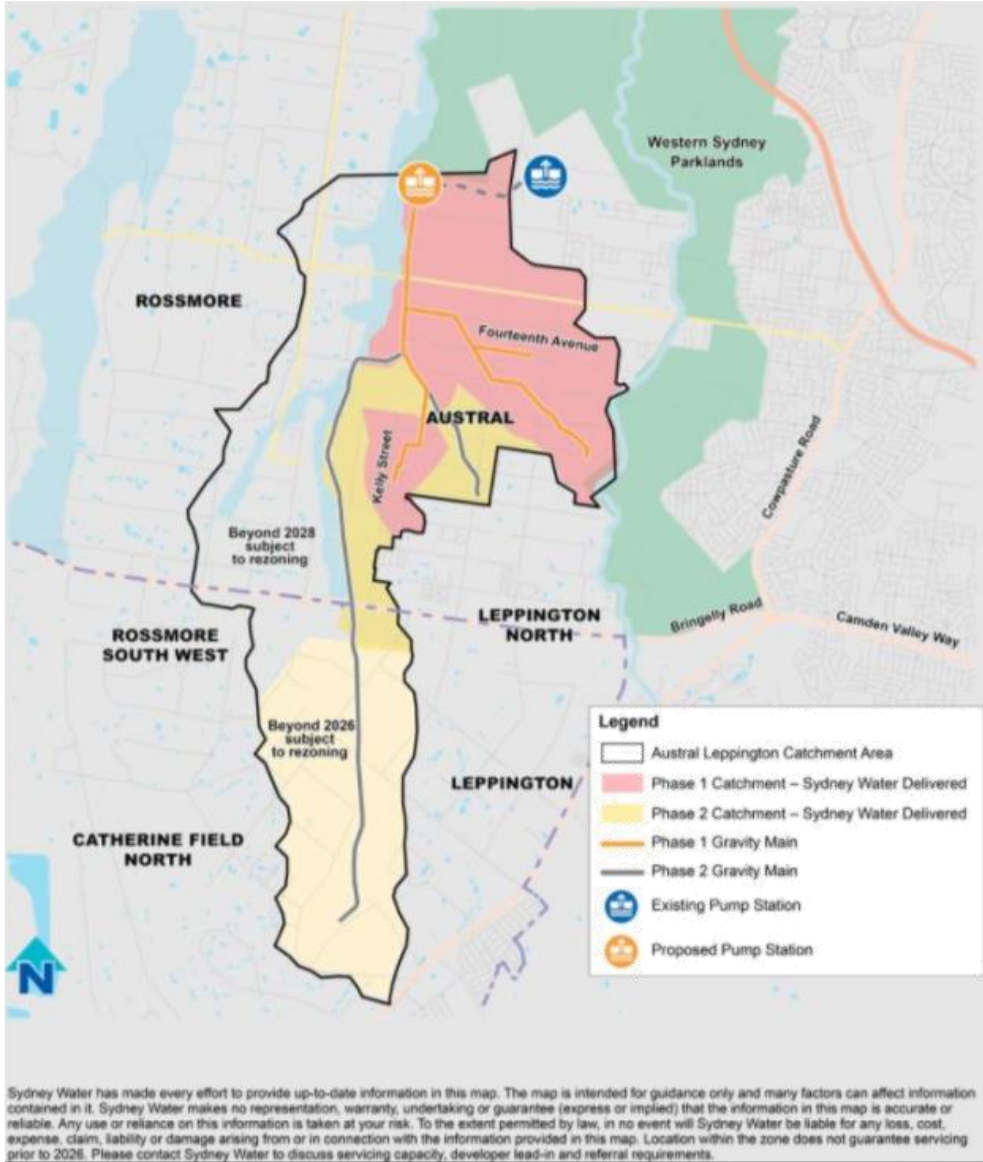 Western Sydney
Parklands
ROSSMORE
Fourteenth Avenue
AUSTRAL
Kelly Street
Cowpasture Road
Beyond 2028
subject
to rezoning
LEPPINGTON
NORTH
Bringelly Road
Camden Valley Way
ROSSMORE
SOUTH WEST
Beyond 2026
subject
to rezoning
LEPPINGTON
CATHERINE FIELD
NORTH
N
Legend
Austral Leppington Catchment Area
Phase 1 Catchment – Sydney Water Delivered
Phase 2 Catchment – Sydney Water Delivered
Phase 1 Gravity Main
Phase 2 Gravity Main
Existing Pump Station
Proposed Pump Station
Sydney Water has made every effort to provide up-to-date information in this map. The map is intended for guidance only and many factors can affect information
contained in it. Sydney Water makes no representation, warranty, undertaking or guarantee (express or implied) that the information in this map is accurate or
reliable. Any use or reliance on this information is taken at your risk. To the extent permitted by law, in no event will Sydney Water be liable for any loss, cost,
expense, claim, liability or damage arising from or in connection with the information provided in this map. Location within the zone does not guarantee servicing
prior to 2026. Please contact Sydney Water to discuss servicing capacity, developer lead-in and referral requirements.